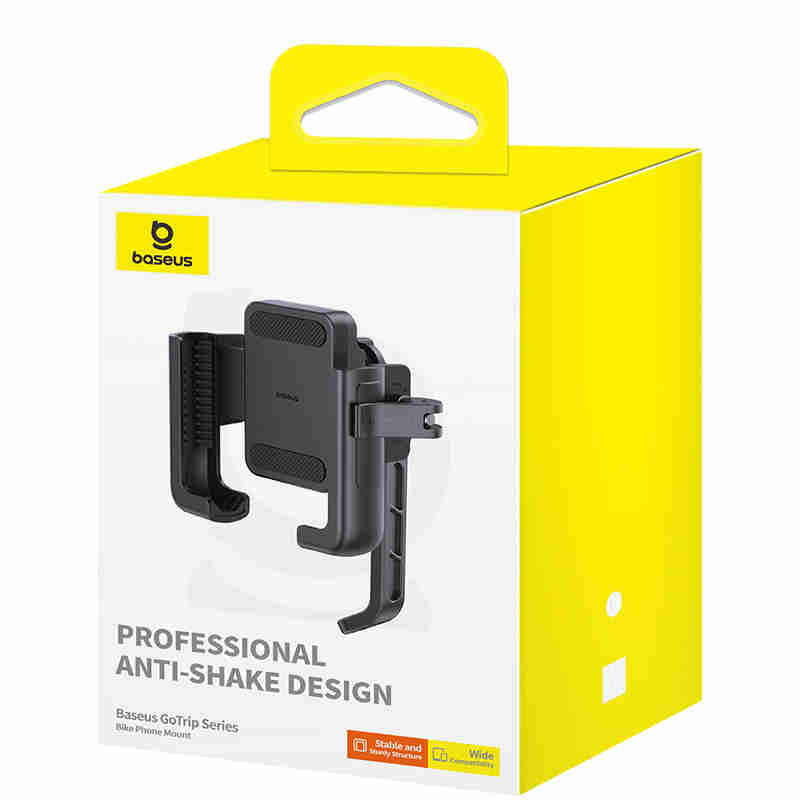 baseus
baseus
PROFESSIONAL
ANTI-SHAKE DESIGN
Baseus GoTrip Series
Bike Phone Mount
Stable and
Sturdy Structure
Wide
Compatibility